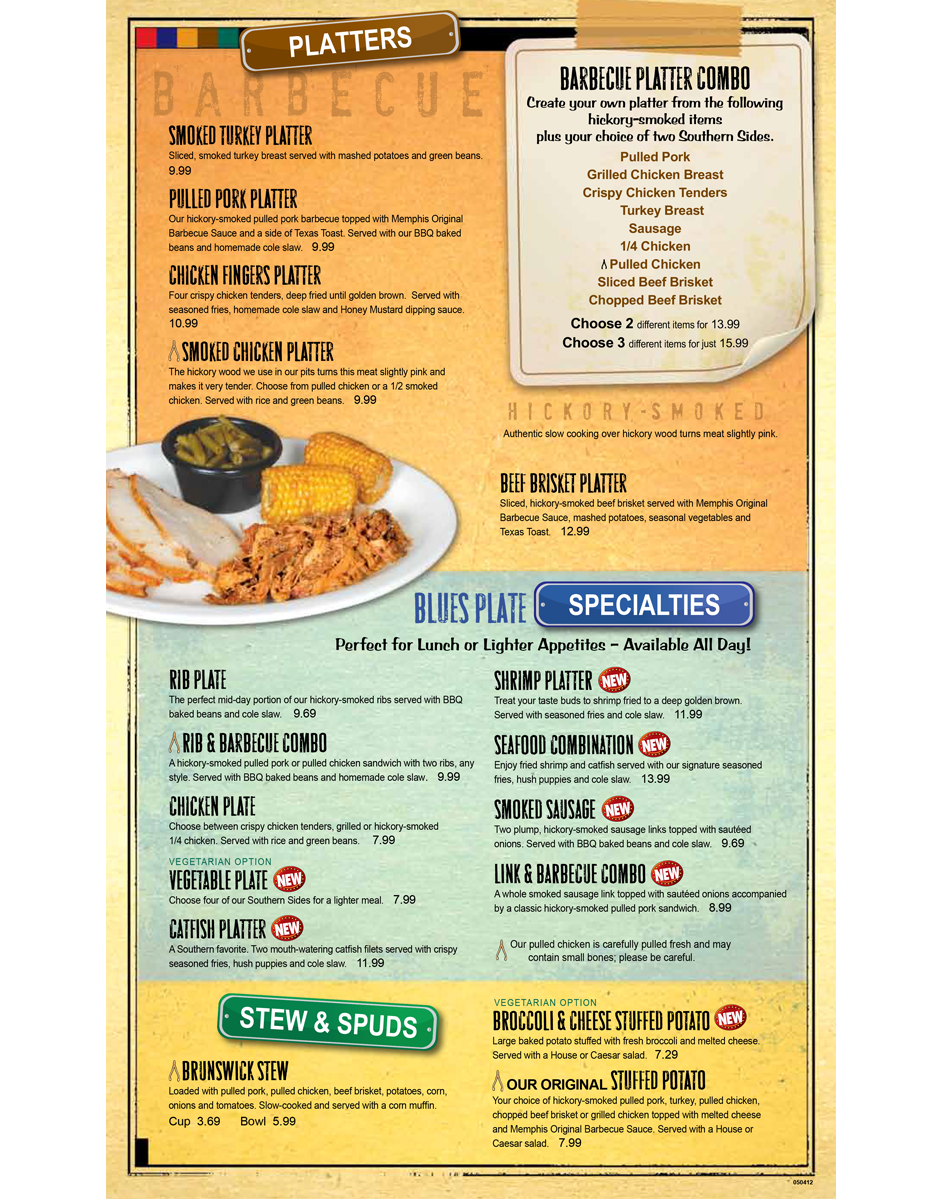 PLATTERS
BARBECUE
SMOKED TURKEY PLATTER
Sliced, smoked turkey breast served with mashed potatoes and green beans.
9.99
PULLED PORK PLATTER
Our hickory-smoked pulled pork barbecue topped with Memphis Original
Barbecue Sauce and a side of Texas Toast. Served with our BBQ baked
beans and homemade cole slaw. 9.99
CHICKEN FINGERS PLATTER
Four crispy chicken tenders, deep fried until golden brown. Served with
seasoned fries, homemade cole slaw and Honey Mustard dipping sauce.
10.99
SMOKED CHICKEN PLATTER
The hickory wood we use in our pits turns this meat slightly pink and
makes it very tender. Choose from pulled chicken or a 1/2 smoked
chicken. Served with rice and green beans. 9.99
BARBECUE PLATTER COMBO
Create your own platter from the following
hickory-smoked items
plus your choice of two Southern Sides.
Pulled Pork
Grilled Chicken Breast
Crispy Chicken Tenders
Turkey Breast
Sausage
1/4 Chicken
Pulled Chicken
Sliced Beef Brisket
Chopped Beef Brisket
Choose 2 different items for 13.99
Choose 3 different items for just 15.99
HICKORY-SMOKED
Authentic slow cooking over hickory wood turns meat slightly pink.
BEEF BRISKET PLATTER
Sliced, hickory-smoked beef brisket served with Memphis Original
Barbecue Sauce, mashed potatoes, seasonal vegetables and
Texas Toast. 12.99
BLUES PLATE SPECIALTIES
Perfect for Lunch or Lighter Appetites – Available All Day!
RIB PLATE
The perfect mid-day portion of our hickory-smoked ribs served with BBQ
baked beans and cole slaw. 9.69
RIB & BARBECUE COMBO
A hickory-smoked pulled pork or pulled chicken sandwich with two ribs, any
style. Served with BBQ baked beans and homemade cole slaw. 9.99
CHICKEN PLATE
Choose between crispy chicken tenders, grilled or hickory-smoked
1/4 chicken. Served with rice and green beans. 7.99
VEGETARIAN OPTION
VEGETABLE PLATE NEW
Choose four of our Southern Sides for a lighter meal. 7.99
CATFISH PLATTER NEW
A Southern favorite. Two mouth-watering catfish filets served with crispy
seasoned fries, hush puppies and cole slaw. 11.99
SHRIMP PLATTER NEW
Treat your taste buds to shrimp fried to a deep golden brown.
Served with seasoned fries and cole slaw. 11.99
SEAFOOD COMBINATION NEW
Enjoy fried shrimp and catfish served with our signature seasoned
fries, hush puppies and cole slaw. 13.99
SMOKED SAUSAGE NEW
Two plump, hickory-smoked sausage links topped with sautéed
onions. Served with BBQ baked beans and cole slaw. 9.69
LINK & BARBECUE COMBO NEW
A whole smoked sausage link topped with sautéed onions accompanied
by a classic hickory-smoked pulled pork sandwich. 8.99
Our pulled chicken is carefully pulled fresh and may
contain small bones; please be careful.
STEW & SPUDS
BRUNSWICK STEW
Loaded with pulled pork, pulled chicken, beef brisket, potatoes, corn,
onions and tomatoes. Slow-cooked and served with a corn muffin.
Cup 3.69 Bowl 5.99
VEGETARIAN OPTION
BROCCOLI & CHEESE STUFFED POTATO NEW
Large baked potato stuffed with fresh broccoli and melted cheese.
Served with a House or Caesar salad. 7.29
OUR ORIGINAL STUFFED POTATO
Your choice of hickory-smoked pulled pork, turkey, pulled chicken,
chopped beef brisket or grilled chicken topped with melted cheese
and Memphis Original Barbecue Sauce. Served with a House or
Caesar salad. 7.99
050412